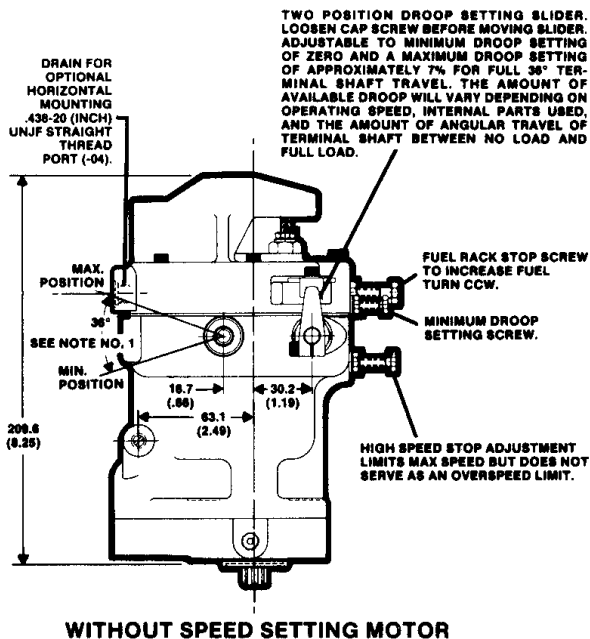 TWO POSITION DROOP SETTING SLIDER.
LOOSEN CAP SCREW BEFORE MOVING SLIDER.
ADJUSTABLE TO MINIMUM DROOP SETTING
OF ZERO AND A MAXIMUM DROOP SETTING
OF APPROXIMATELY 7% FOR FULL 36° TER-
MINAL SHAFT TRAVEL. THE AMOUNT OF
AVAILABLE DROOP WILL VARY DEPENDING ON
OPERATING SPEED, INTERNAL PARTS USED,
AND THE AMOUNT OF ANGULAR TRAVEL OF
TERMINAL SHAFT BETWEEN NO LOAD AND
FULL LOAD.
DRAIN FOR
OPTIONAL
HORIZONTAL
MOUNTING
.438-20 (INCH)
UNJF STRAIGHT
THREAD
PORT (-04).
MAX.
POSITION
36°
SEE NOTE NO. 1
MIN.
POSITION
FUEL RACK STOP SCREW
TO INCREASE FUEL
TURN CCW.
MINIMUM DROOP
SETTING SCREW.
16.7
(.66)
30.2
(1.19)
63.1
(2.49)
209.6
(8.25)
HIGH SPEED STOP ADJUSTMENT
LIMITS MAX SPEED BUT DOES NOT
SERVE AS AN OVERSPEED LIMIT.
WITHOUT SPEED SETTING MOTOR